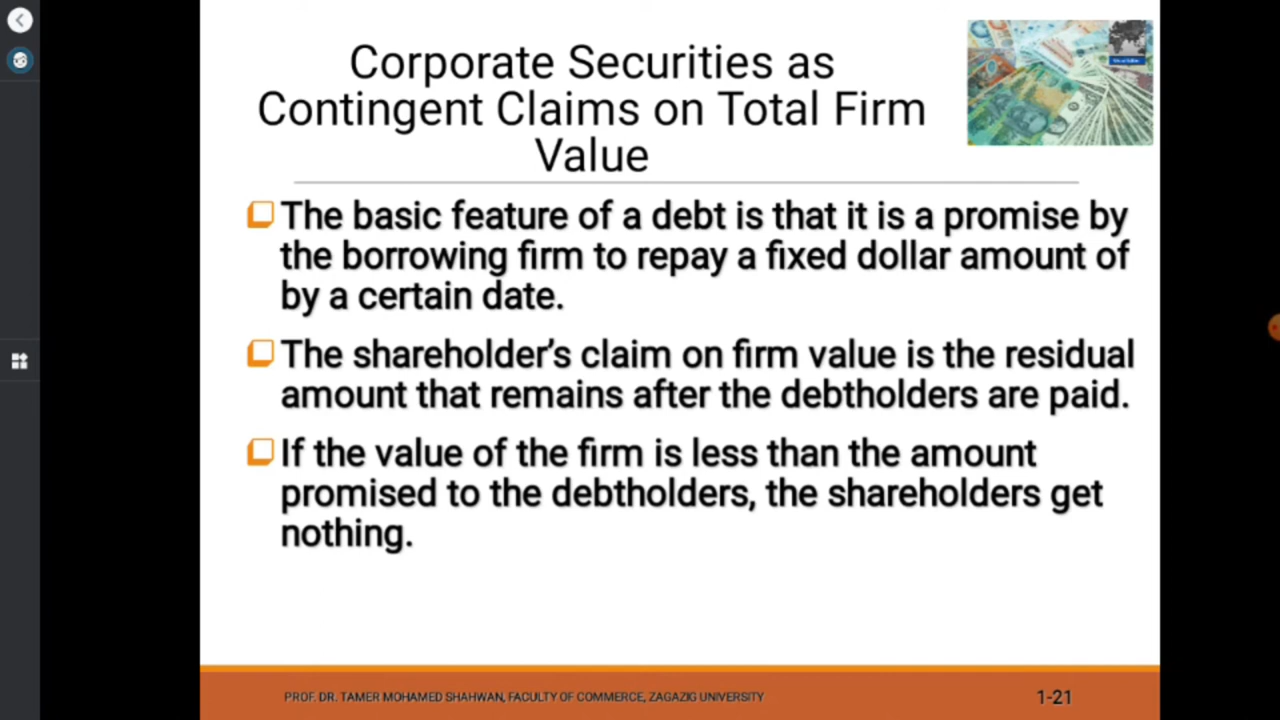 Corporate Securities as
Contingent Claims on Total Firm
Value
The basic feature of a debt is that it is a promise by
the borrowing firm to repay a fixed dollar amount of
by a certain date.
The shareholder’s claim on firm value is the residual
amount that remains after the debtholders are paid.
If the value of the firm is less than the amount
promised to the debtholders, the shareholders get
nothing.
PROF. DR. TAMER MOHAMED SHAHWAN, FACULTY OF COMMERCE, ZAGAZIG UNIVERSITY
1-21